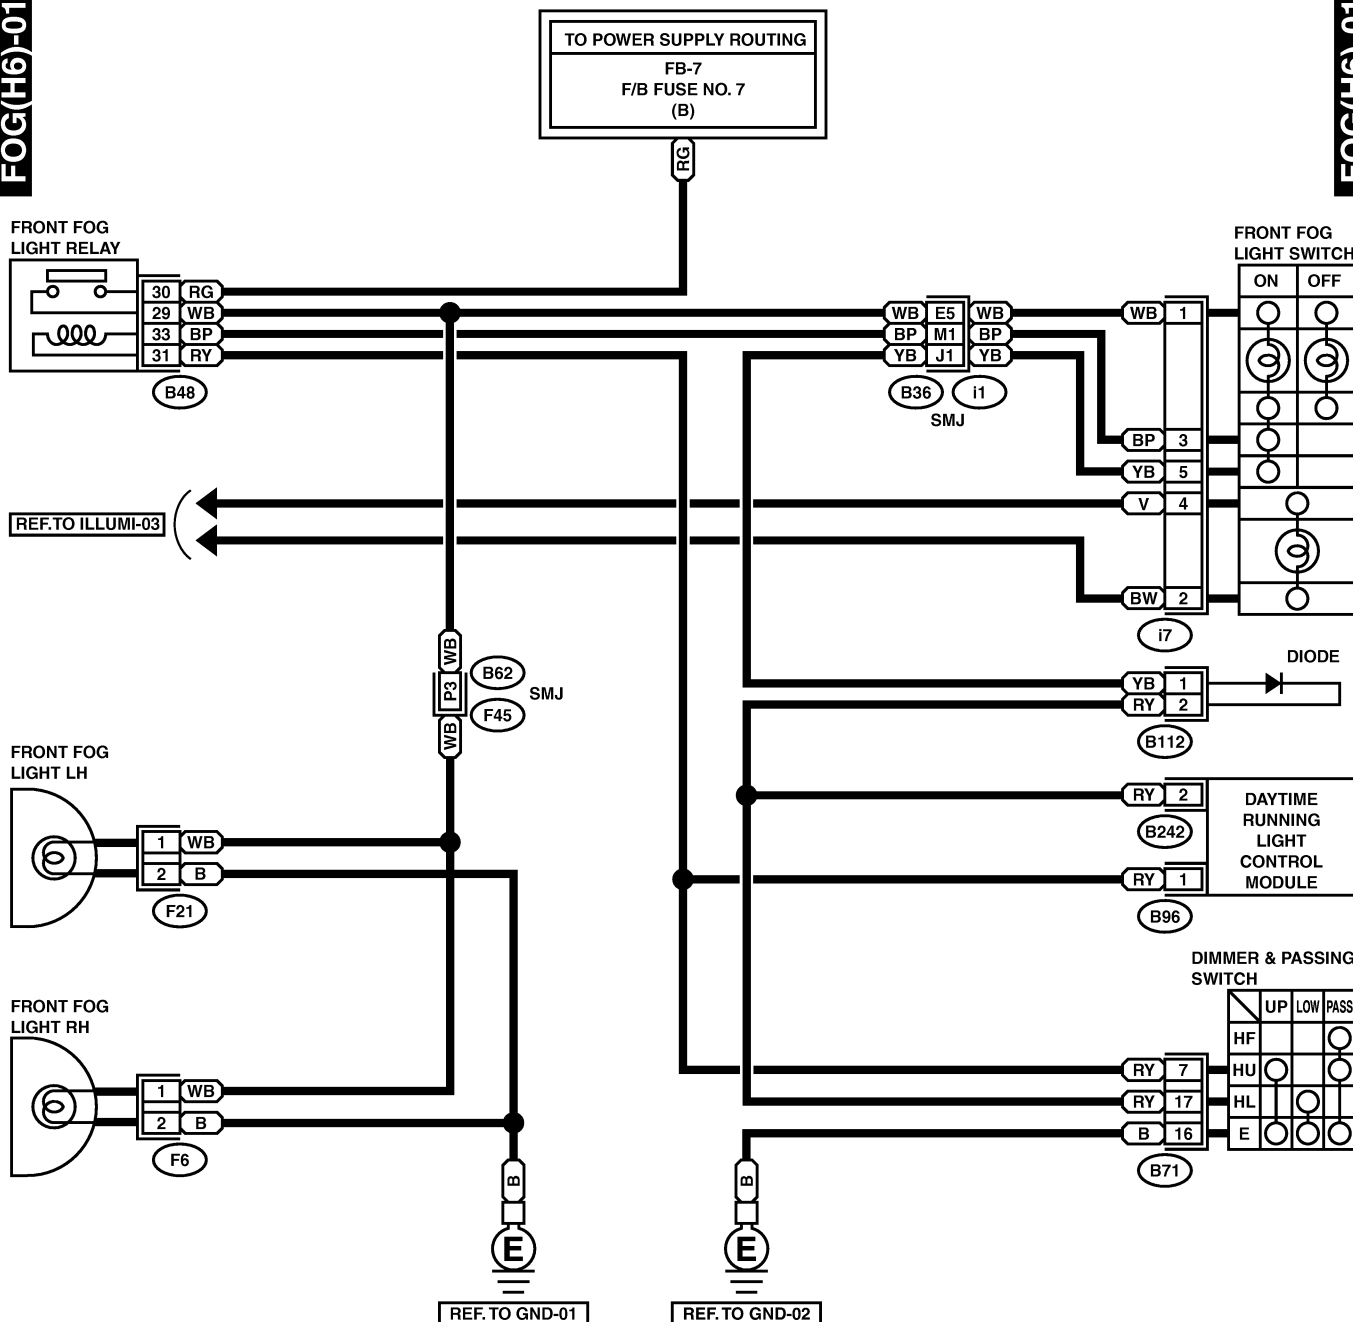 FOG(H6)-01
FOG(H6)-01
TO POWER SUPPLY ROUTING
FB-7
F/B FUSE NO. 7
(B)
RG
FRONT FOG
LIGHT RELAY
30 RG
29 WB
33 BP
31 RY
B48
WB E5 WB
BP M1 BP
YB J1 YB
B36 i1
SMJ
FRONT FOG
LIGHT SWITCH
ON OFF
WB 1
BP 3
YB 5
V 4
BW 2
i7
REF.TO ILLUMI-03
WB
P3
WB
B62
SMJ
F45
DIODE
YB 1
RY 2
B112
FRONT FOG
LIGHT LH
1 WB
2 B
F21
RY 2
B242
RY 1
B96
DAYTIME
RUNNING
LIGHT
CONTROL
MODULE
FRONT FOG
LIGHT RH
1 WB
2 B
F6
DIMMER & PASSING
SWITCH
UP LOW PASS
HF
RY 7 HU
RY 17 HL
B 16 E
B71
B
E
REF.TO GND-01
B
E
REF.TO GND-02